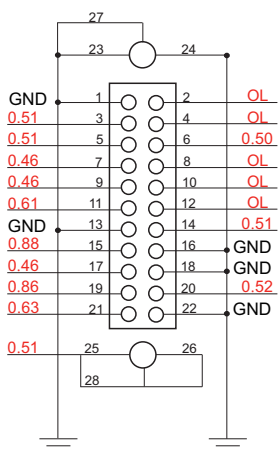 27
23 24
GND 1 2 OL
0.51 3 4 OL
0.51 5 6 0.50
0.46 7 8 OL
0.46 9 10 OL
0.61 11 12 OL
GND 13 14 0.51
0.88 15 16 GND
0.46 17 18 GND
0.86 19 20 0.52
0.63 21 22 GND
0.51 25 26
28